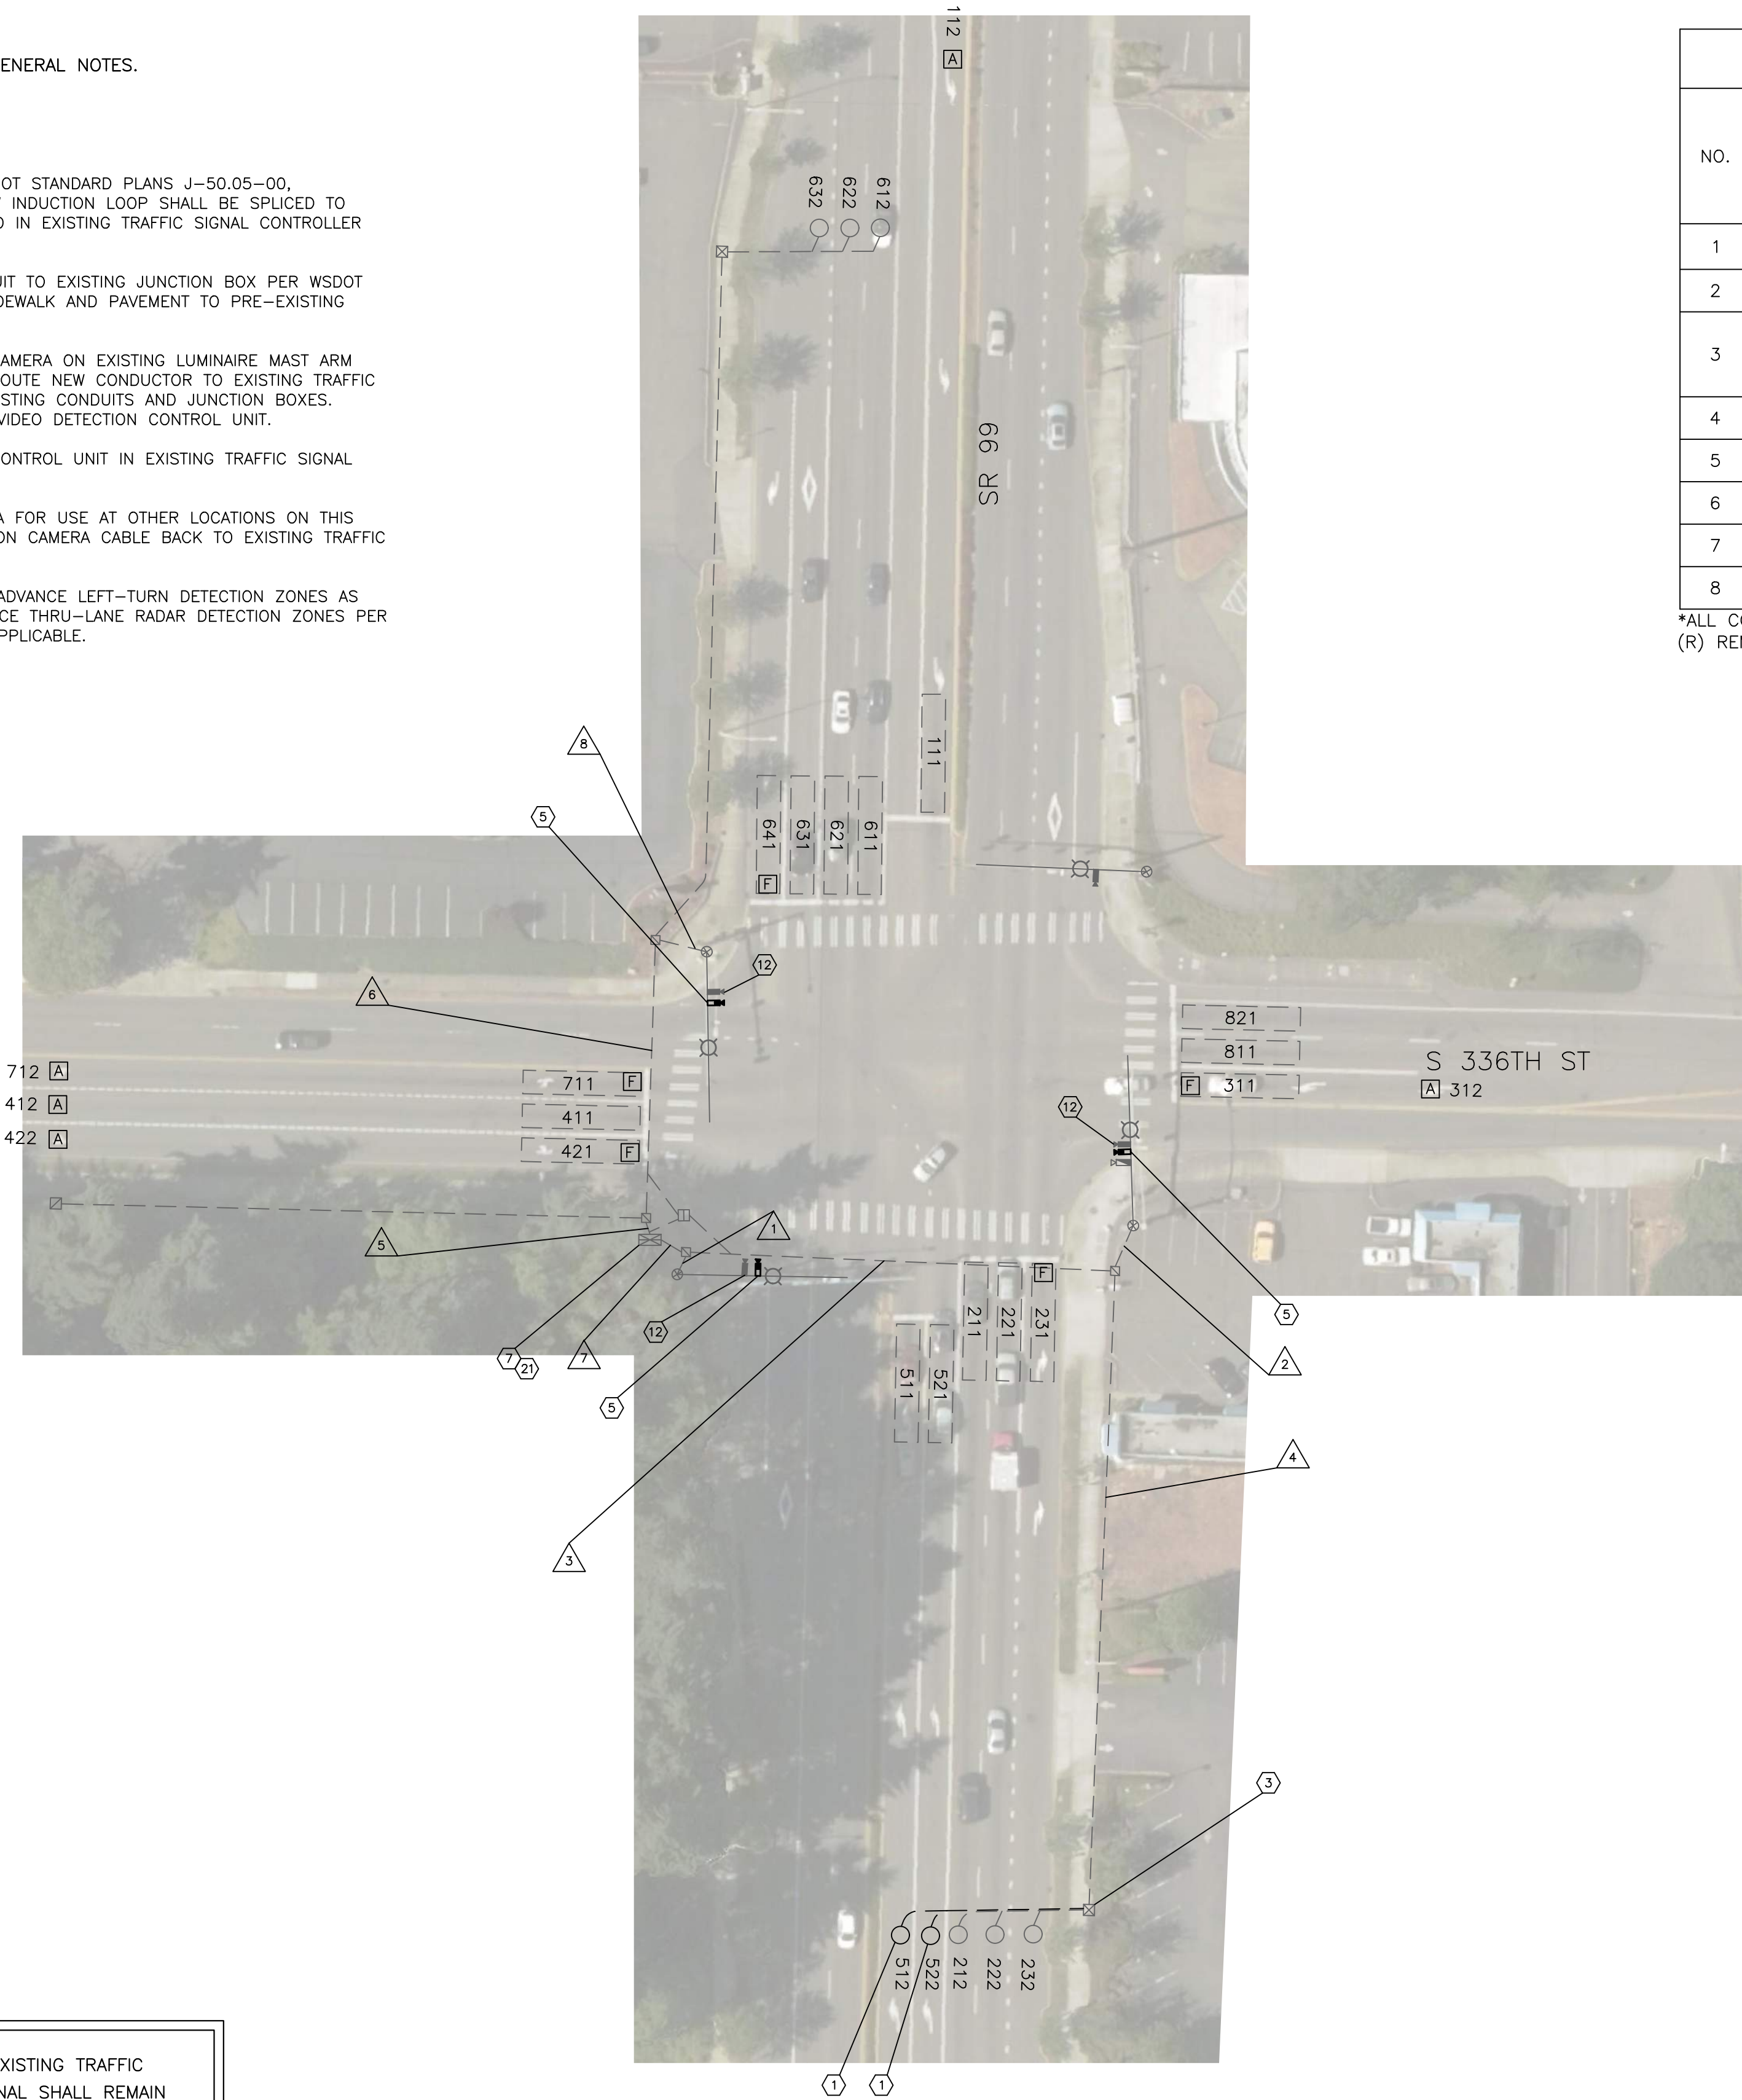 ENERAL NOTES.
OT STANDARD PLANS J-50.05-00,
INDUCTION LOOP SHALL BE SPLICED TO
IN EXISTING TRAFFIC SIGNAL CONTROLLER
UIT TO EXISTING JUNCTION BOX PER WSDOT
DEWALK AND PAVEMENT TO PRE-EXISTING
AMERA ON EXISTING LUMINAIRE MAST ARM
OUTE NEW CONDUCTOR TO EXISTING TRAFFIC
STING CONDUITS AND JUNCTION BOXES.
VIDEO DETECTION CONTROL UNIT.
ONTROL UNIT IN EXISTING TRAFFIC SIGNAL
A FOR USE AT OTHER LOCATIONS ON THIS
ON CAMERA CABLE BACK TO EXISTING TRAFFIC
ADVANCE LEFT-TURN DETECTION ZONES AS
CE THRU-LANE RADAR DETECTION ZONES PER
PPLICABLE.
112
A
632
622
612
SR 99
NO.
1
2
3
4
5
6
7
8
*ALL CO
(R) RE
111
8
5
641
631
621
611
F
12
6
821
811
F 311
S 336TH ST
A 312
712 A
412 A
422 A
711 F
411
421 F
12
5
1
5
7
21
7
12
5
F
211
221
231
511
521
5
2
3
4
3
512
522
212
222
232
1
1
XISTING TRAFFIC
NAL SHALL REMAIN